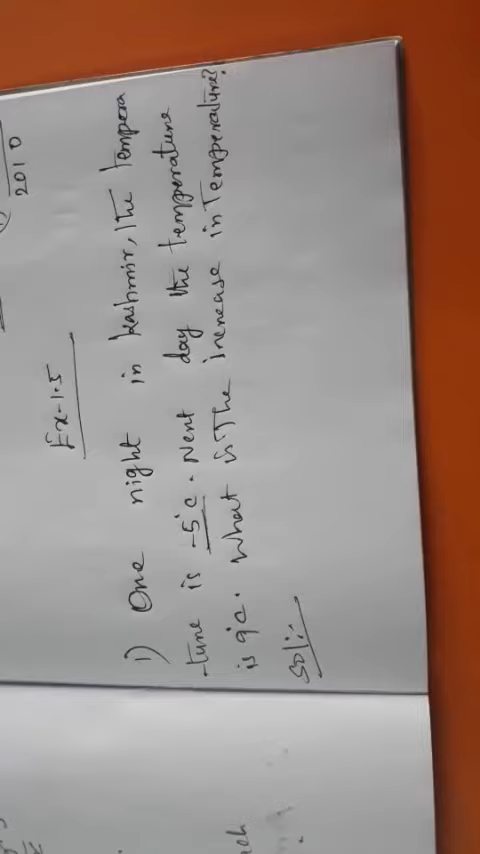 2010
Ex-1.5
1) One night in kashmir, the tempera
-ture is -5°c. Next day the temperature
is 9°c. What is The increase in Temperature?
Sol:-